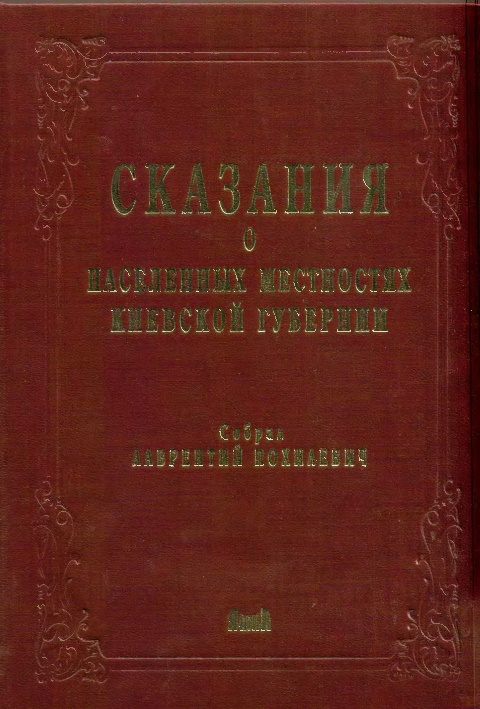 СКАЗАНИЯ
О
НАСЕЛЕННЫХ МЕСТНОСТЯХ
КИЕВСКОЙ ГУБЕРНИИ
Собрал
ЛАВРЕНТИЙ ПОХИЛЕВИЧ